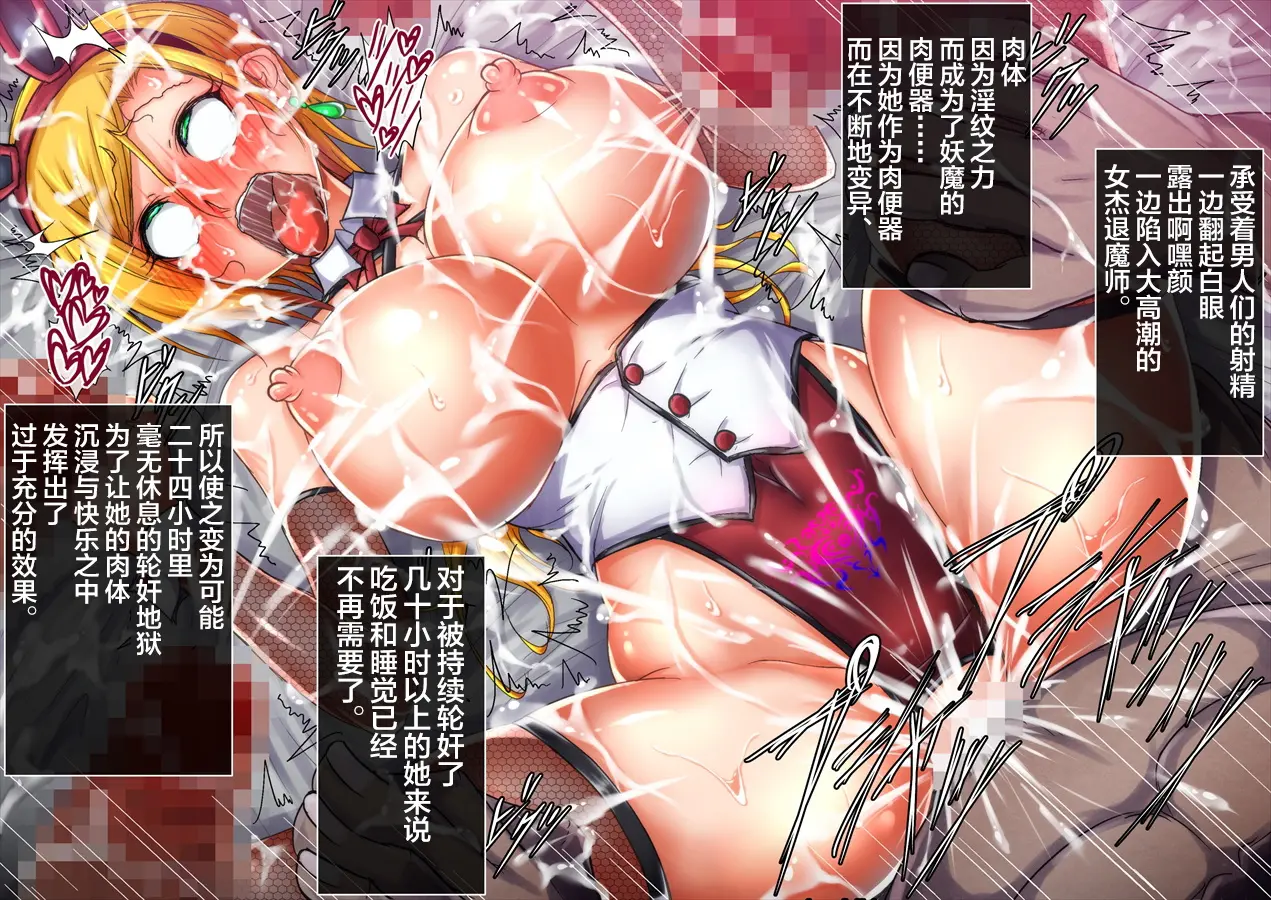 承受着男人们的射精
一边翻起白眼
露出啊嘿颜
一边陷入大高潮的
女杰退魔师。
肉体
因为淫纹之力
而成为了妖魔的
肉便器……
因为她作为肉便器
而在不断地变异、
对于被持续轮奸了
几十小时以上的她来说
吃饭和睡觉已经
不再需要了。
所以使之变为可能
二十四小时里
毫无休息的轮奸地狱
为了让她的肉体
沉浸与快乐之中
发挥出了
过于充分的效果。